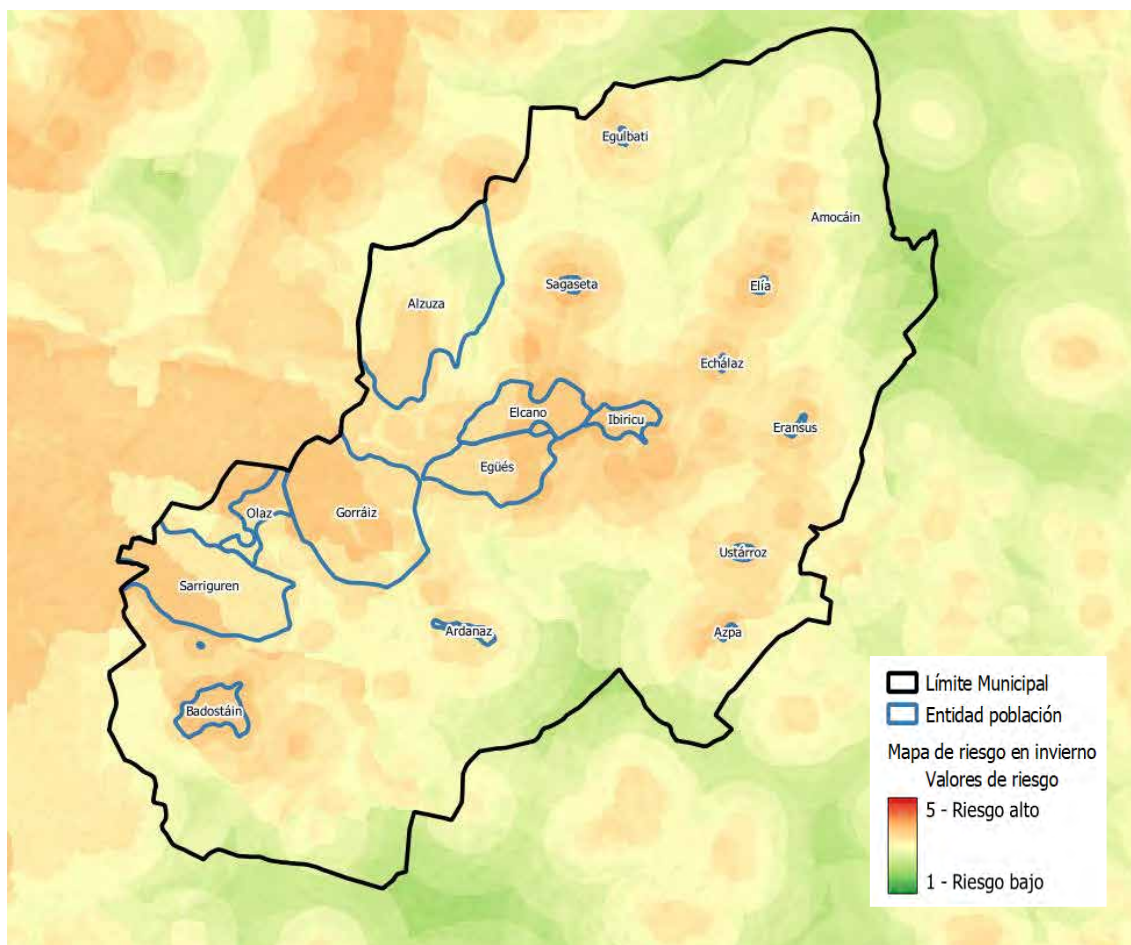 Egulbati
Amocáin
Sagaseta
Elía
Alzuza
Echálaz
Elcano
Ibiricu
Eransus
Egüés
Olaz
Gorráiz
Ustárroz
Sarriguren
Ardanaz
Azpa
Badostáin
Límite Municipal
Entidad población
Mapa de riesgo en invierno
Valores de riesgo
5 - Riesgo alto
1 - Riesgo bajo